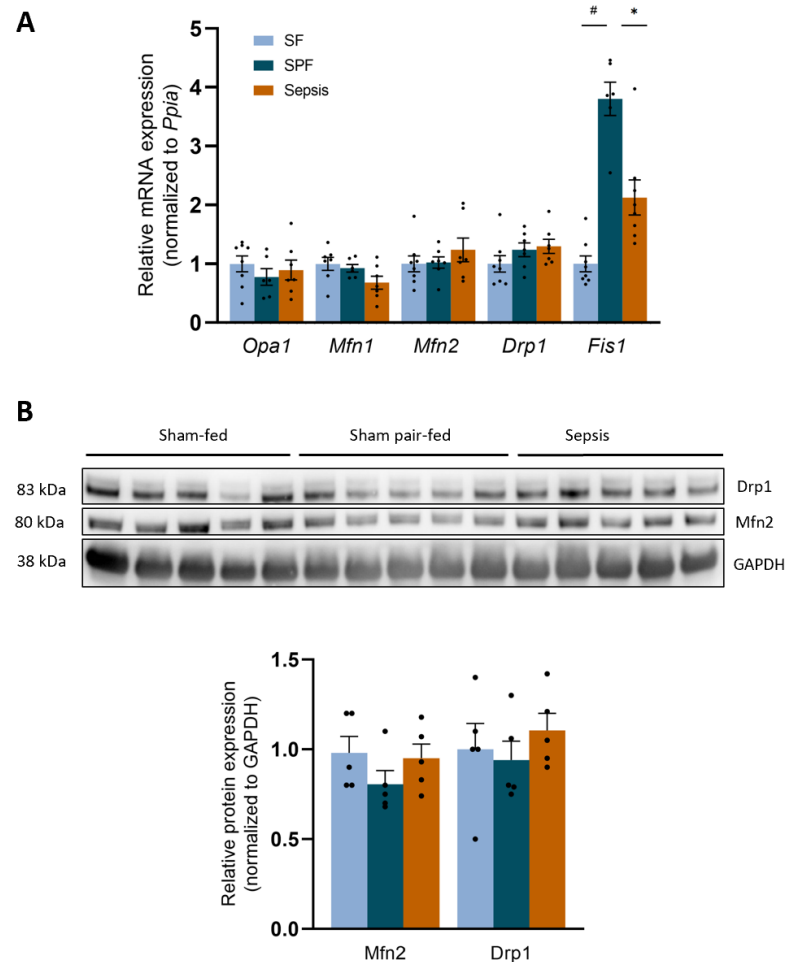 A
Relative mRNA expression
(normalized to Ppia)
5
4
3
2
1
0
SF
SPF
Sepsis
#
*
Opa1 Mfn1 Mfn2 Drp1 Fis1
B
Sham-fed Sham pair-fed Sepsis
83 kDa Drp1
80 kDa Mfn2
38 kDa GAPDH
Relative protein expression
(normalized to GAPDH)
1.5
1.0
0.5
0.0
Mfn2 Drp1